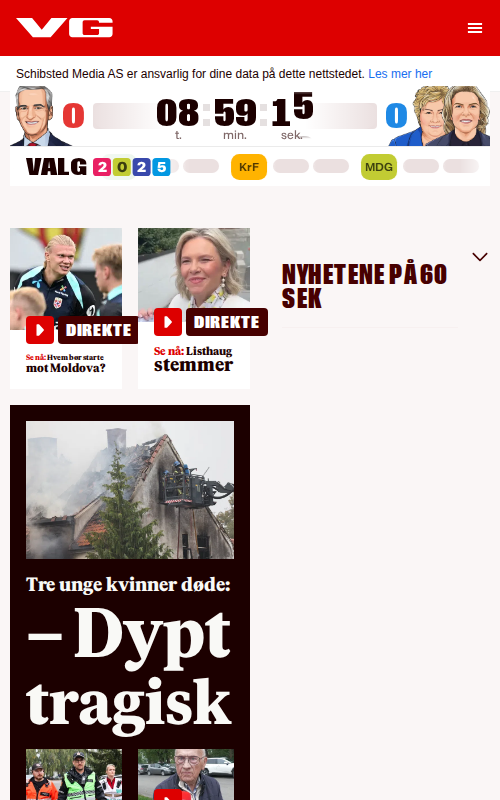 VG
Schibsted Media AS er ansvarlig for dine data på dette nettstedet. Les mer her
0 08:59:15 0
t. min. sek.
VALG 2025 KrF MDG
DIREKTE
Se nå: Hvem bør starte
mot Moldova?
DIREKTE
Se nå: Listhaug
stemmer
NYHETENE PÅ 60
SEK
Tre unge kvinner døde:
– Dypt
tragisk